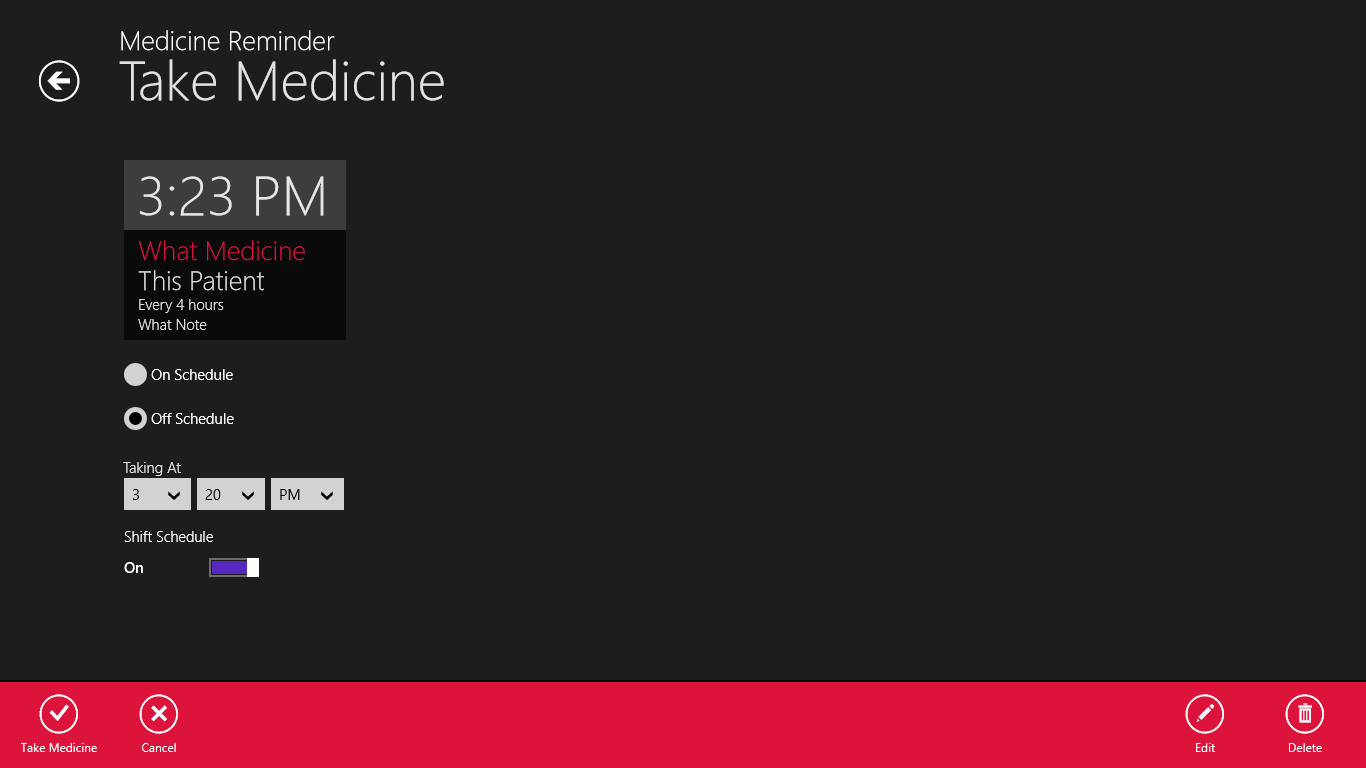 Medicine Reminder
Take Medicine
3:23 PM
What Medicine
This Patient
Every 4 hours
What Note
On Schedule
Off Schedule
Taking At
3 20 PM
Shift Schedule
On
Take Medicine Cancel Edit Delete